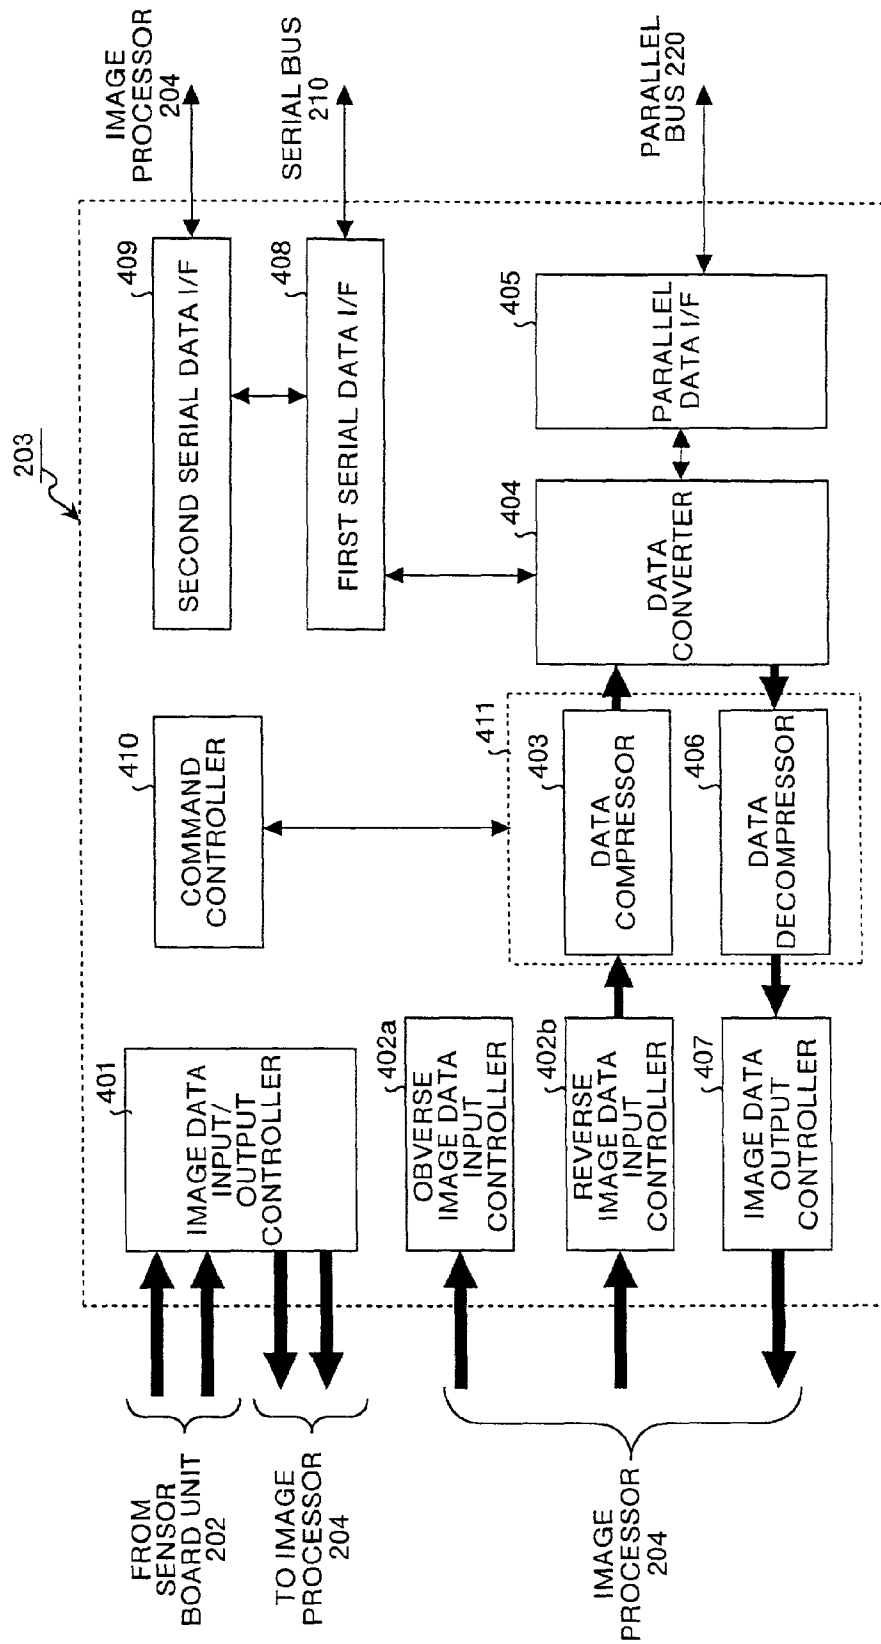 203
FROM
SENSOR
BOARD UNIT
202
TO IMAGE
PROCESSOR
204
401
IMAGE DATA
INPUT/
OUTPUT
CONTROLLER
410
COMMAND
CONTROLLER
409
SECOND SERIAL DATA I/F
IMAGE
PROCESSOR
204
408
FIRST SERIAL DATA I/F
SERIAL BUS
210
IMAGE
PROCESSOR
204
402a
OBVERSE
IMAGE DATA
INPUT
CONTROLLER
402b
REVERSE
IMAGE DATA
INPUT
CONTROLLER
407
IMAGE DATA
OUTPUT
CONTROLLER
411
403
DATA
COMPRESSOR
406
DATA
DECOMPRESSOR
404
DATA
CONVERTER
405
PARALLEL
DATA I/F
PARALLEL
BUS 220